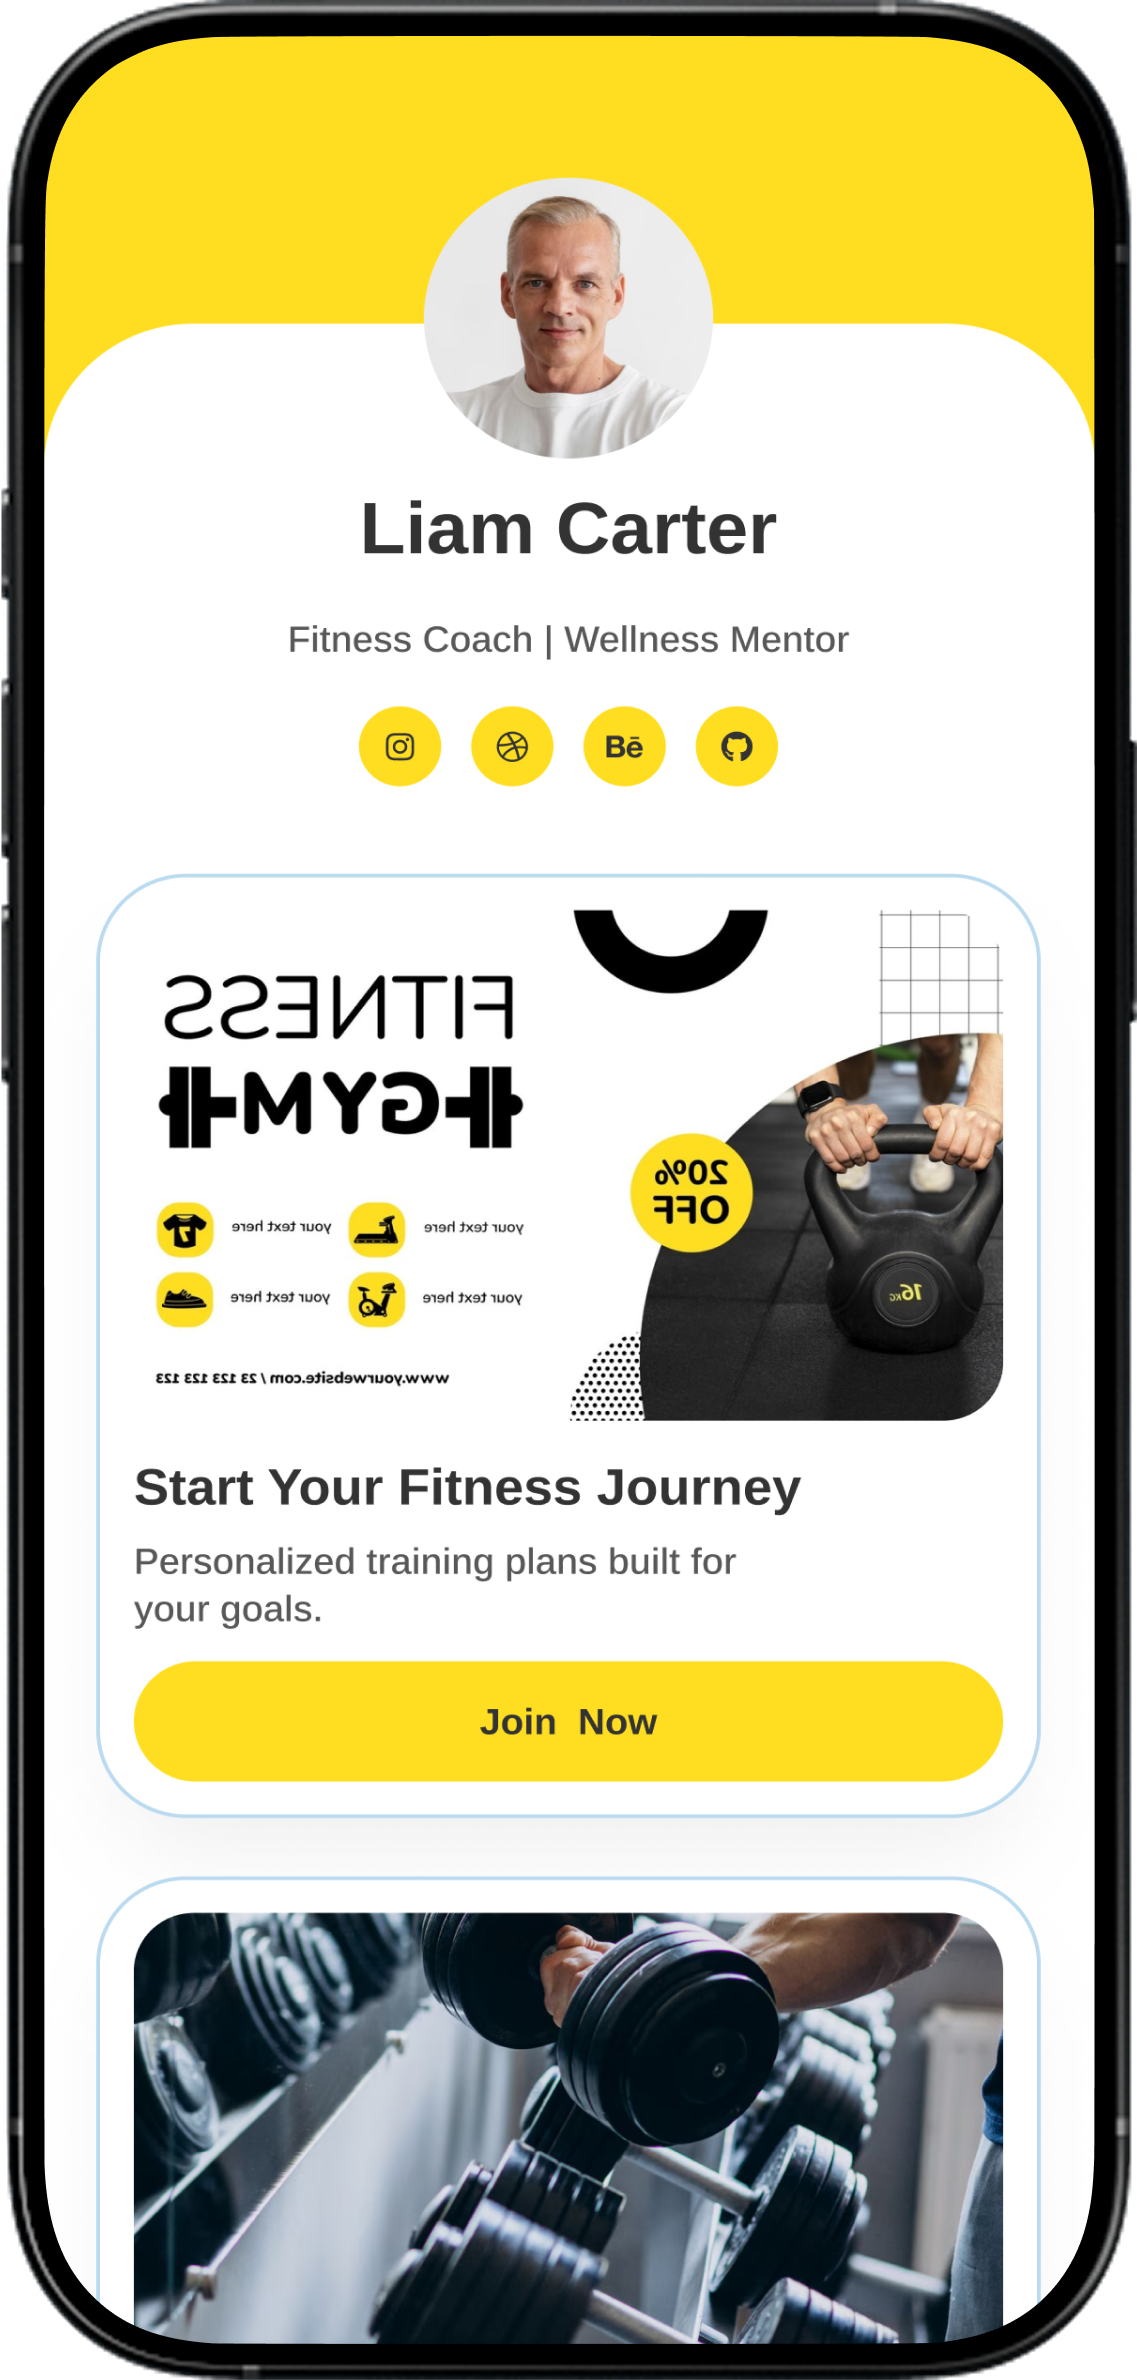 Liam Carter
Fitness Coach | Wellness Mentor
Bē
FITNESS
GYM
20%
OFF
your text here
your text here
your text here
your text here
16KG
www.yourwebsite.com / 23 123 123 123
Start Your Fitness Journey
Personalized training plans built for
your goals.
Join Now